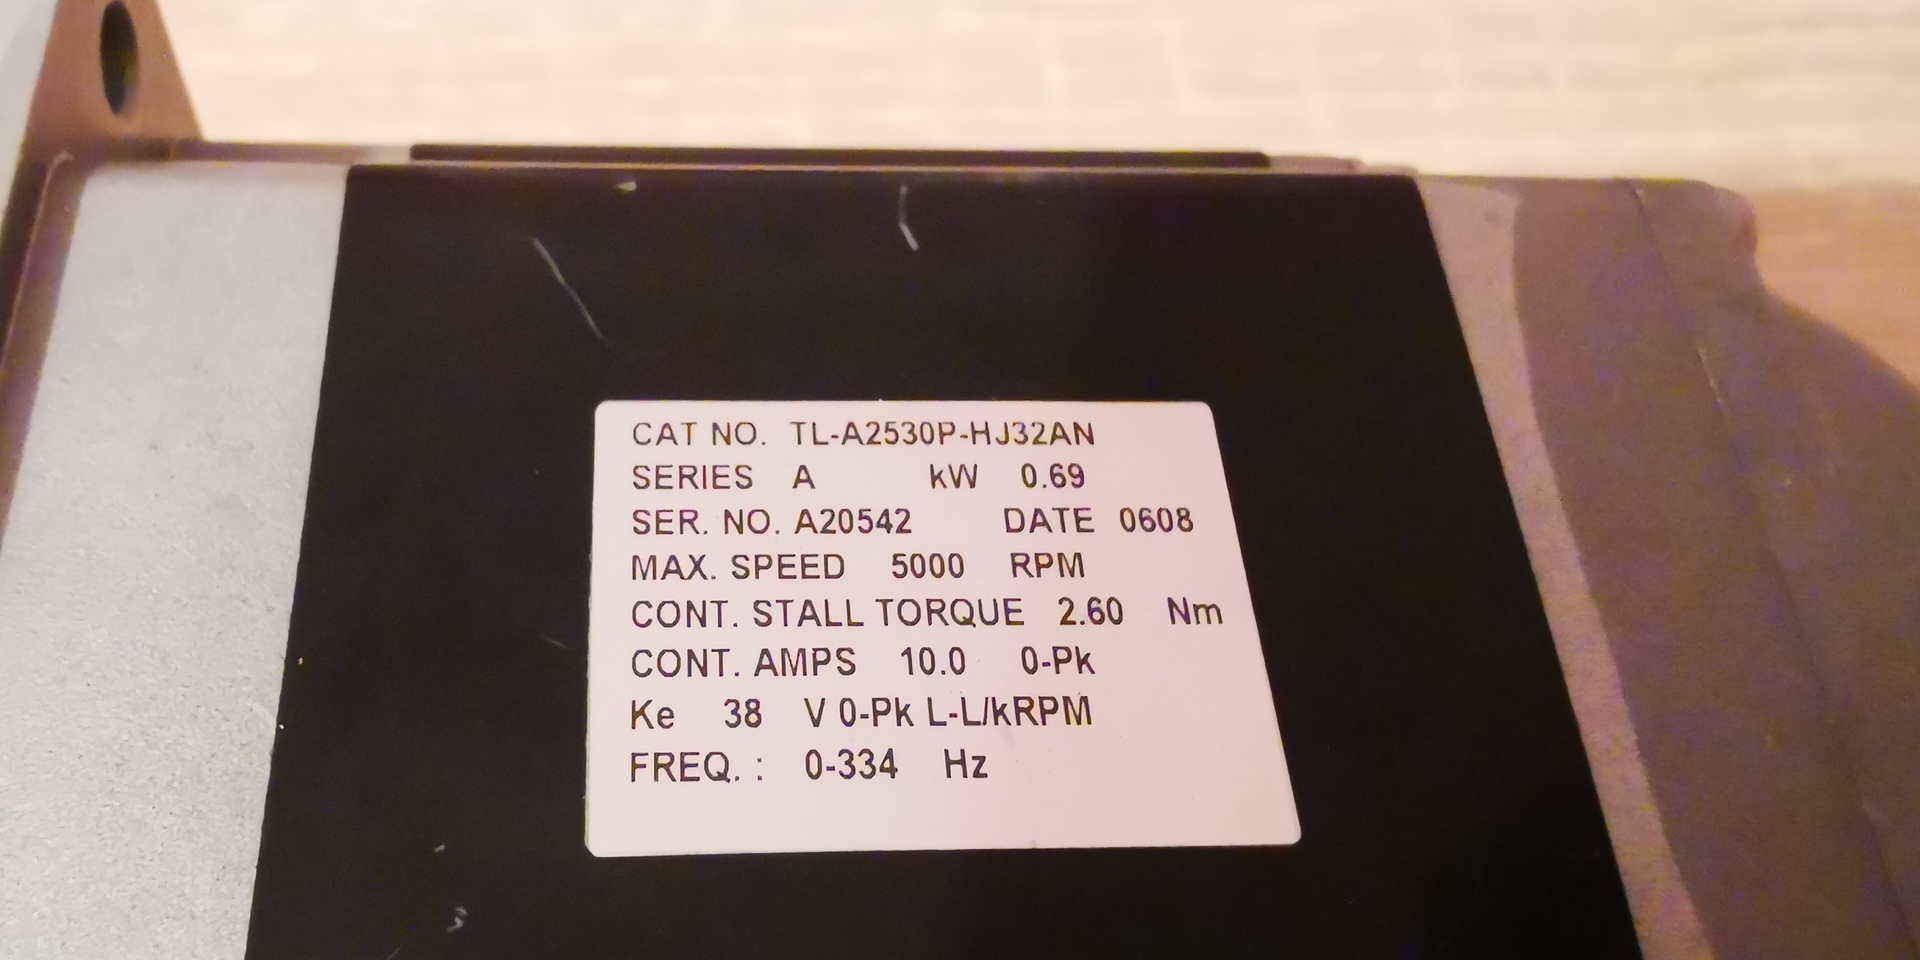 CAT NO. TL-A2530P-HJ32AN
SERIES A kW 0.69
SER. NO. A20542 DATE 0608
MAX. SPEED 5000 RPM
CONT. STALL TORQUE 2.60 Nm
CONT. AMPS 10.0 0-Pk
Ke 38 V 0-Pk L-L/kRPM
FREQ. : 0-334 Hz